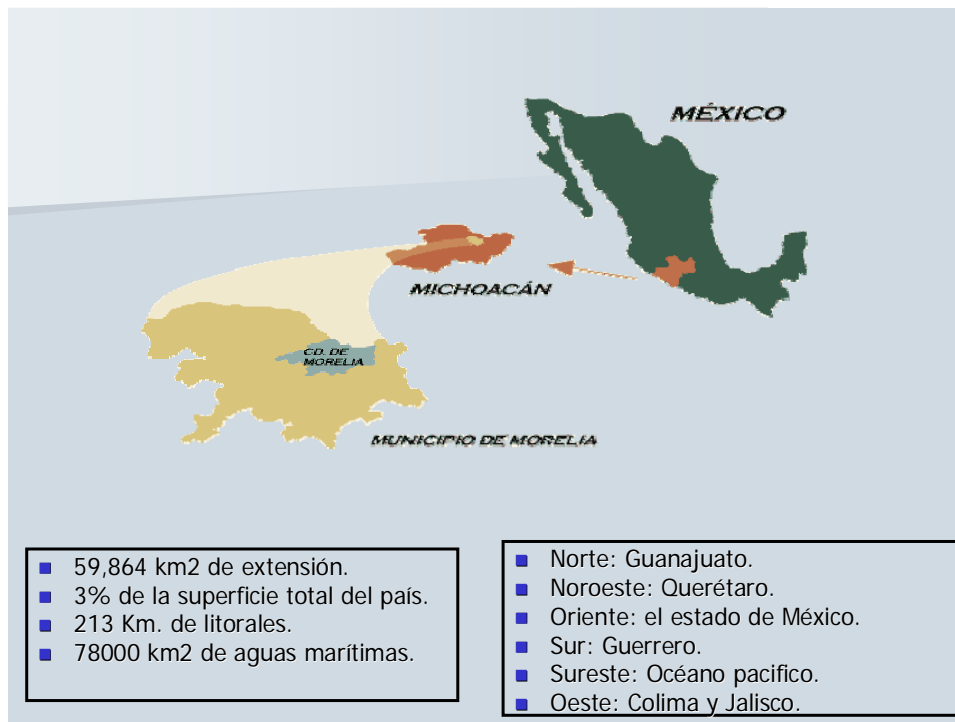 MÉXICO
MICHOACÁN
CD. DE
MORELIA
MUNICIPIO DE MORELIA
59,864 km2 de extensión.
3% de la superficie total del país.
213 Km. de litorales.
78000 km2 de aguas marítimas.
Norte: Guanajuato.
Noroeste: Querétaro.
Oriente: el estado de México.
Sur: Guerrero.
Sureste: Océano pacifico.
Oeste: Colima y Jalisco.